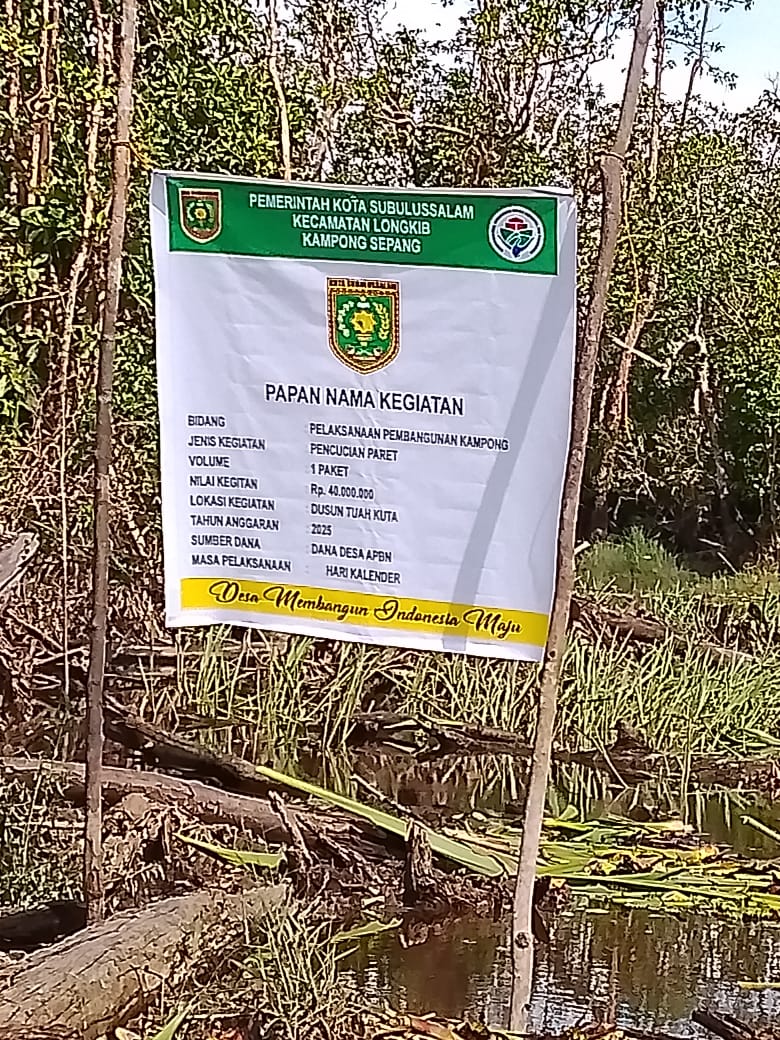 PEMERINTAH KOTA SUBULUSSALAM
KECAMATAN LONGKIB
KAMPONG SEPANG
KOTA SUBULUSSALAM
PAPAN NAMA KEGIATAN
BIDANG : PELAKSANAAN PEMBANGUNAN KAMPONG
JENIS KEGIATAN : PENCUCIAN PARET
VOLUME : 1 PAKET
NILAI KEGITAN : Rp. 40.000.000
LOKASI KEGIATAN : DUSUN TUAH KUTA
TAHUN ANGGARAN : 2025
SUMBER DANA : DANA DESA APBN
MASA PELAKSANAAN : HARI KALENDER
Desa Membangun Indonesia Maju